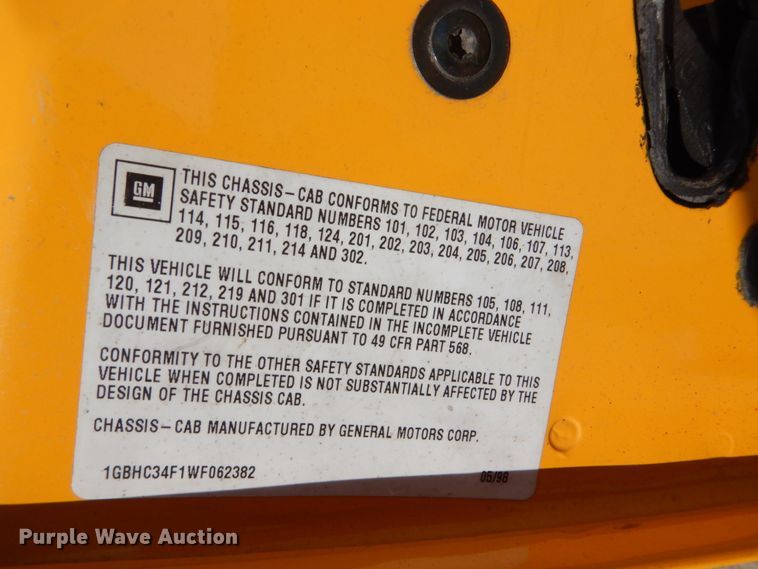 GM
THIS CHASSIS-CAB CONFORMS TO FEDERAL MOTOR VEHICLE
SAFETY STANDARD NUMBERS 101, 102, 103, 104, 106, 107, 113,
114, 115, 116, 118, 124, 201, 202, 203, 204, 205, 206, 207, 208,
209, 210, 211, 214 AND 302.
THIS VEHICLE WILL CONFORM TO STANDARD NUMBERS 105, 108, 111,
120, 121, 212, 219 AND 301 IF IT IS COMPLETED IN ACCORDANCE
WITH THE INSTRUCTIONS CONTAINED IN THE INCOMPLETE VEHICLE
DOCUMENT FURNISHED PURSUANT TO 49 CFR PART 568.
CONFORMITY TO THE OTHER SAFETY STANDARDS APPLICABLE TO THIS
VEHICLE WHEN COMPLETED IS NOT SUBSTANTIALLY AFFECTED BY THE
DESIGN OF THE CHASSIS CAB.
CHASSIS-CAB MANUFACTURED BY GENERAL MOTORS CORP.
1GBHC34F1WF062382 05/98
Purple Wave Auction